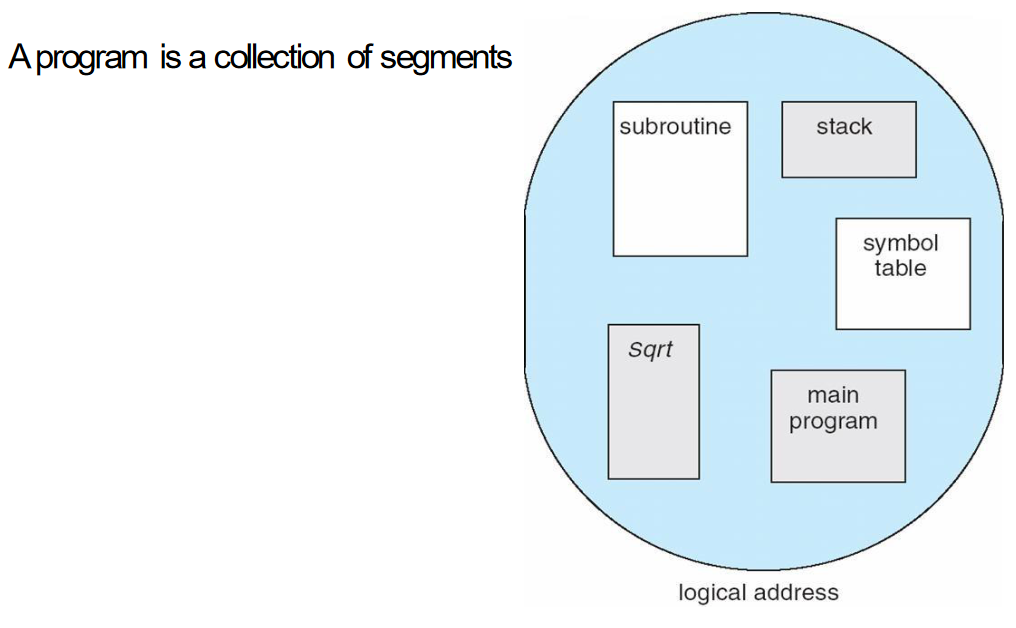 A program is a collection of segments
subroutine
stack
symbol
table
Sqrt
main
program
logical address